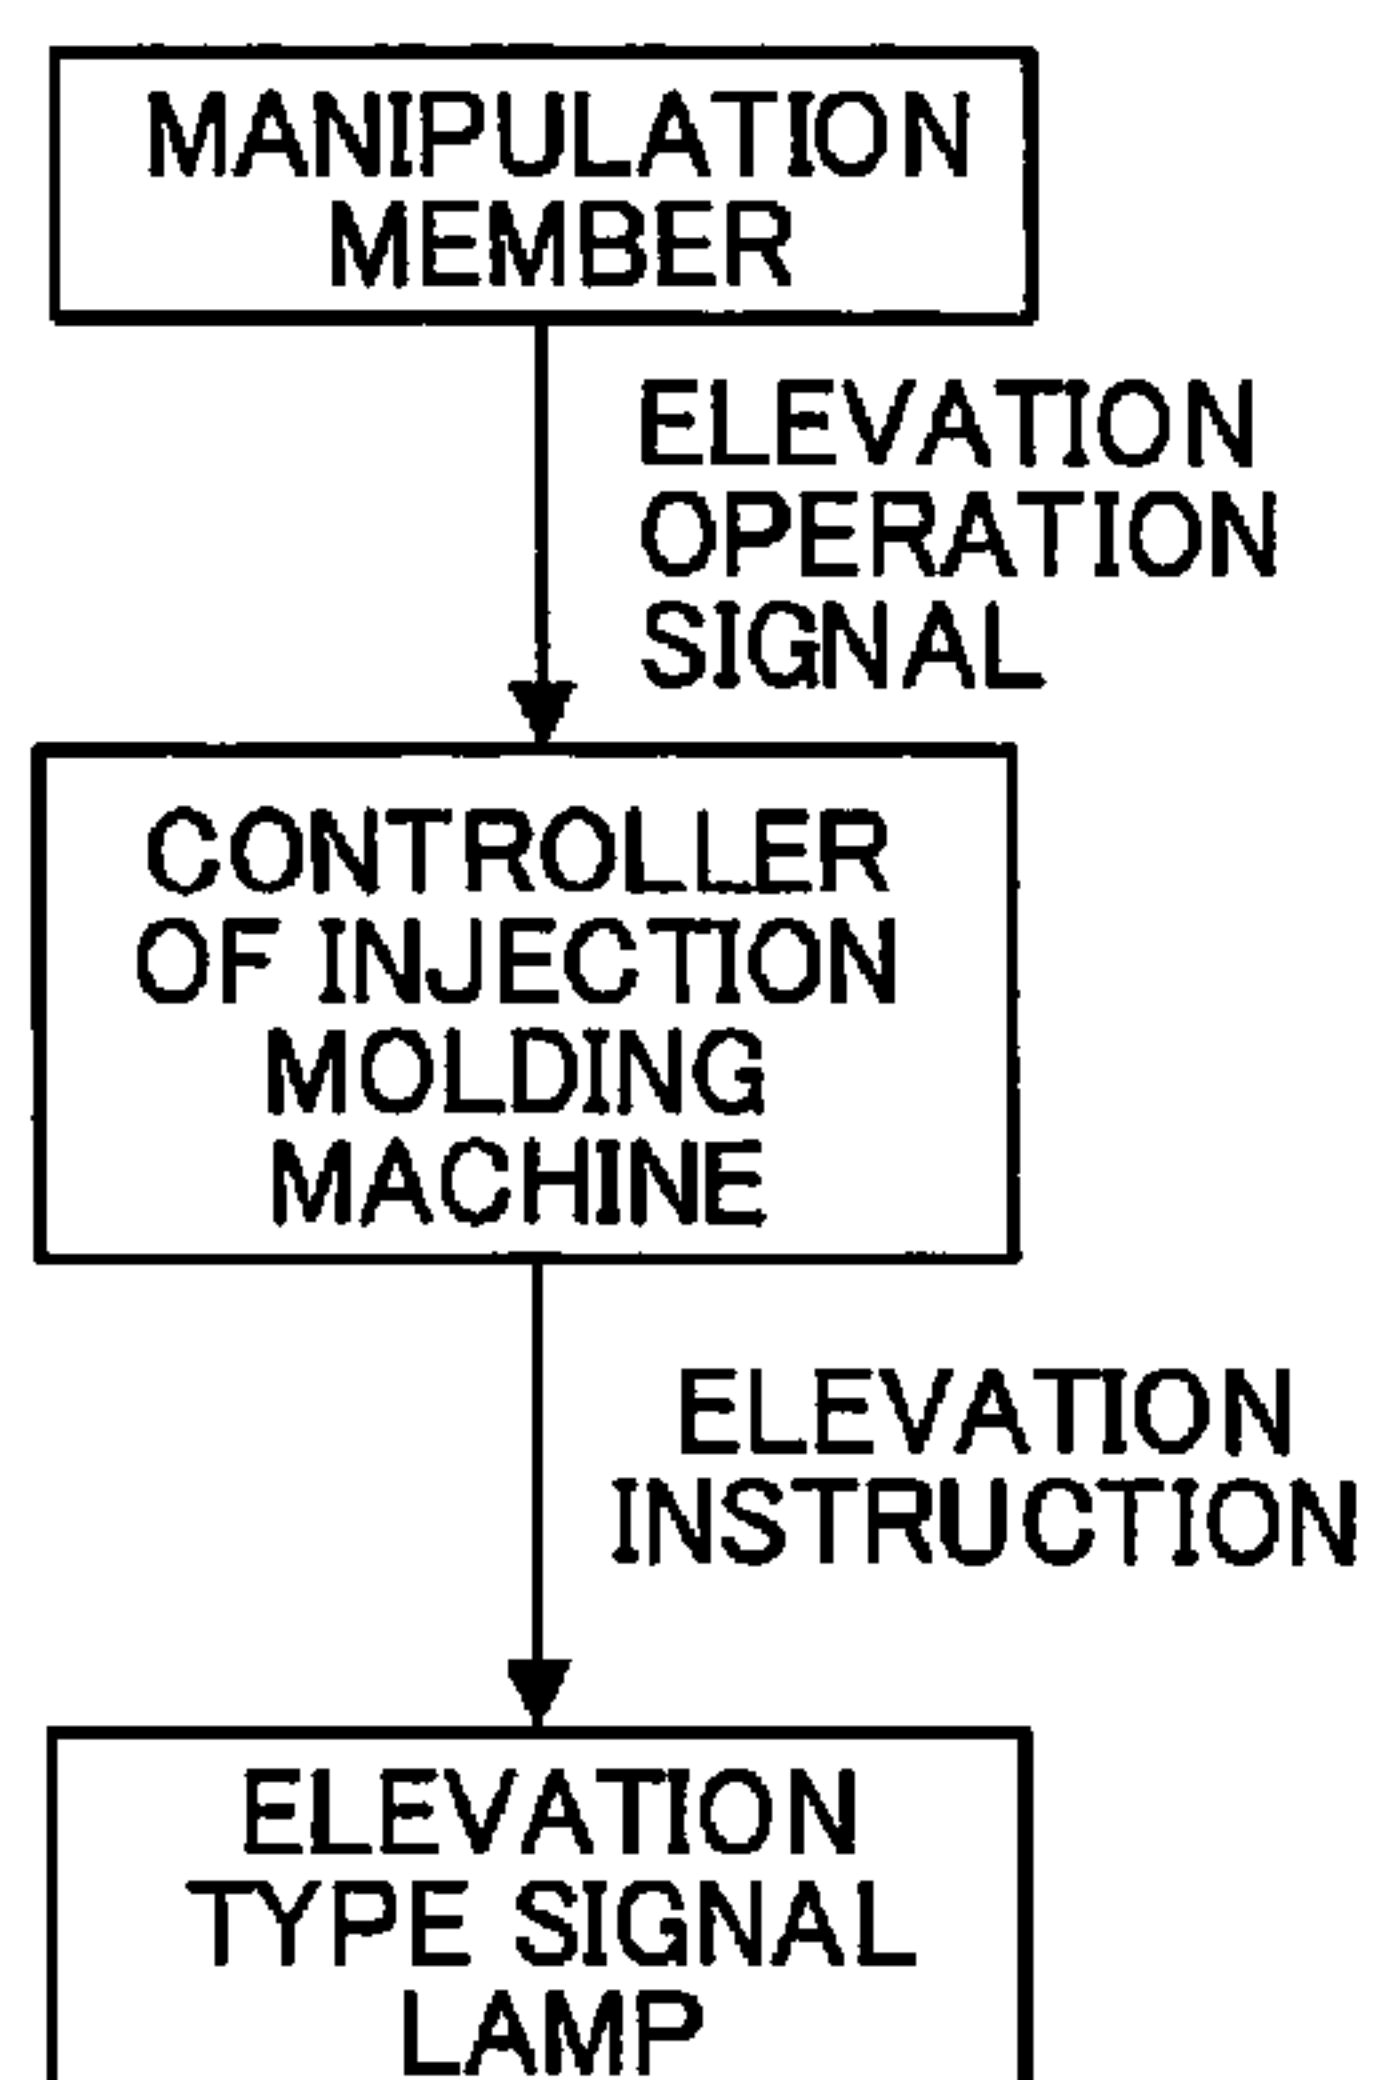 MANIPULATION
MEMBER
ELEVATION
OPERATION
SIGNAL
CONTROLLER
OF INJECTION
MOLDING
MACHINE
ELEVATION
INSTRUCTION
ELEVATION
TYPE SIGNAL
LAMP